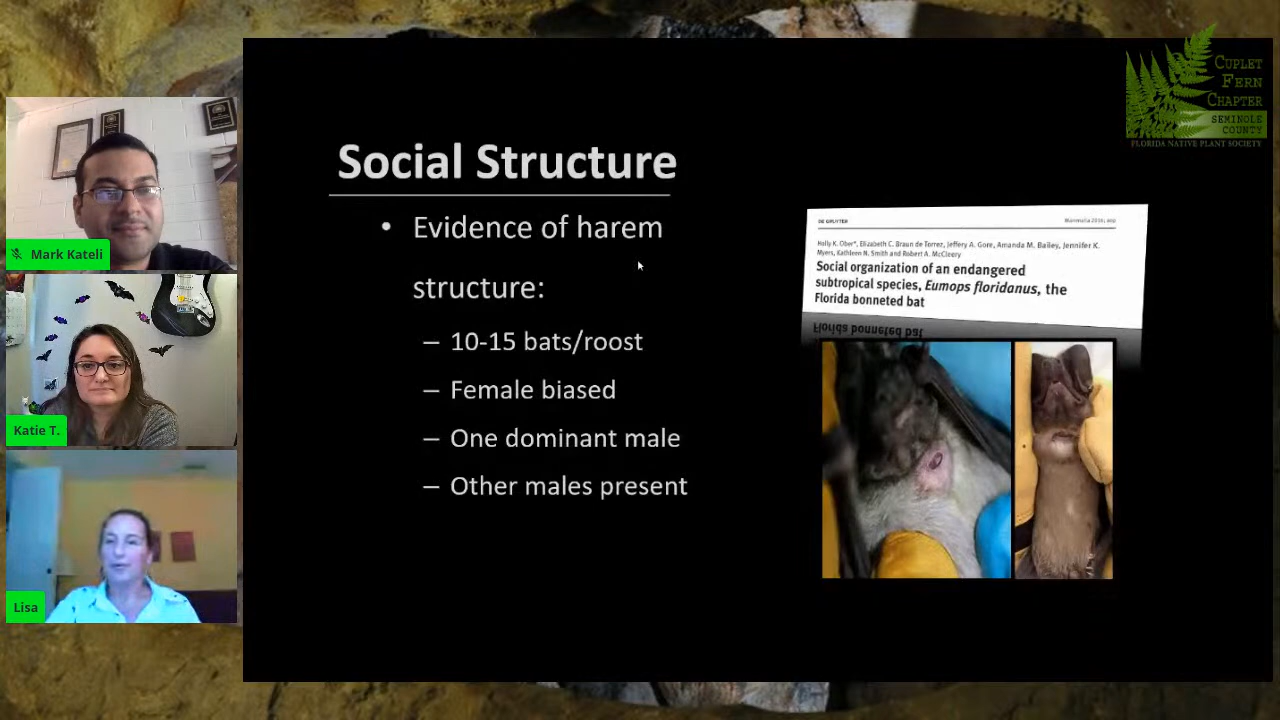 Mark Kateli
Katie T.
Lisa
Social Structure
• Evidence of harem
structure:
– 10-15 bats/roost
– Female biased
– One dominant male
– Other males present
DE GRUYTER
Mammalia 2016; aop
Holly K. Ober*, Elizabeth C. Braun de Torrez, Jeffery A. Gore, Amanda M. Bailey, Jennifer K.
Myers, Kathleen N. Smith and Robert A. McCleery
Social organization of an endangered
subtropical species, Eumops floridanus, the
Florida bonneted bat
Florida bonneted bat
CUPLET
FERN
CHAPTER
SEMINOLE
COUNTY
FLORIDA NATIVE PLANT SOCIETY